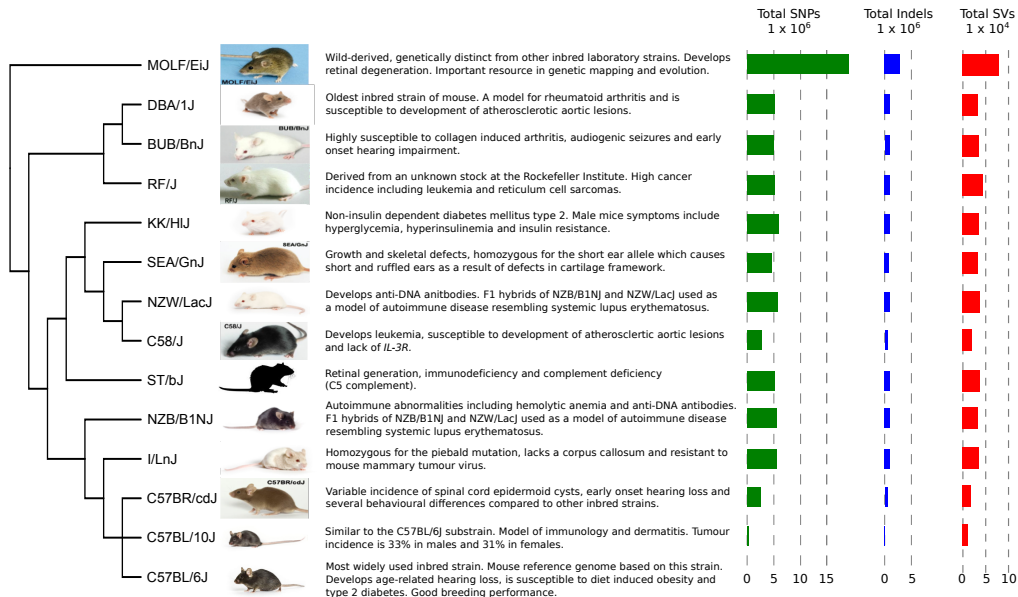 Total SNPs
1 x 10⁶
Total Indels
1 x 10⁶
Total SVs
1 x 10⁴
MOLF/EiJ
MOLF/EiJ
Wild-derived, genetically distinct from other inbred laboratory strains. Develops
retinal degeneration. Important resource in genetic mapping and evolution.
DBA/1J
Oldest inbred strain of mouse. A model for rheumatoid arthritis and is
susceptible to development of atherosclerotic aortic lesions.
BUB/BnJ
BUB/BnJ
Highly susceptible to collagen induced arthritis, audiogenic seizures and early
onset hearing impairment.
RF/J
RF/J
Derived from an unknown stock at the Rockefeller Institute. High cancer
incidence including leukemia and reticulum cell sarcomas.
KK/HlJ
Non-insulin dependent diabetes mellitus type 2. Male mice symptoms include
hyperglycemia, hyperinsulinemia and insulin resistance.
SEA/GnJ
SEA/GnJ
Growth and skeletal defects, homozygous for the short ear allele which causes
short and ruffled ears as a result of defects in cartilage framework.
NZW/LacJ
Develops anti-DNA anitbodies. F1 hybrids of NZB/B1NJ and NZW/LacJ used as
a model of autoimmune disease resembling systemic lupus erythematosus.
C58/J
C58/J
Develops leukemia, susceptible to development of atherosclertic aortic lesions
and lack of IL-3R.
ST/bJ
Retinal generation, immunodeficiency and complement deficiency
(C5 complement).
NZB/B1NJ
Autoimmune abnormalities including hemolytic anemia and anti-DNA antibodies.
F1 hybrids of NZB/B1NJ and NZW/LacJ used as a model of autoimmune disease
resembling systemic lupus erythematosus.
I/LnJ
Homozygous for the piebald mutation, lacks a corpus callosum and resistant to
mouse mammary tumour virus.
C57BR/cdJ
C57BR/cdJ
Variable incidence of spinal cord epidermoid cysts, early onset hearing loss and
several behavioural differences compared to other inbred strains.
C57BL/10J
Similar to the C57BL/6J substrain. Model of immunology and dermatitis. Tumour
incidence is 33% in males and 31% in females.
C57BL/6J
Most widely used inbred strain. Mouse reference genome based on this strain.
Develops age-related hearing loss, is susceptible to diet induced obesity and
type 2 diabetes. Good breeding performance.
0 5 10 15
0 5
0 5 10